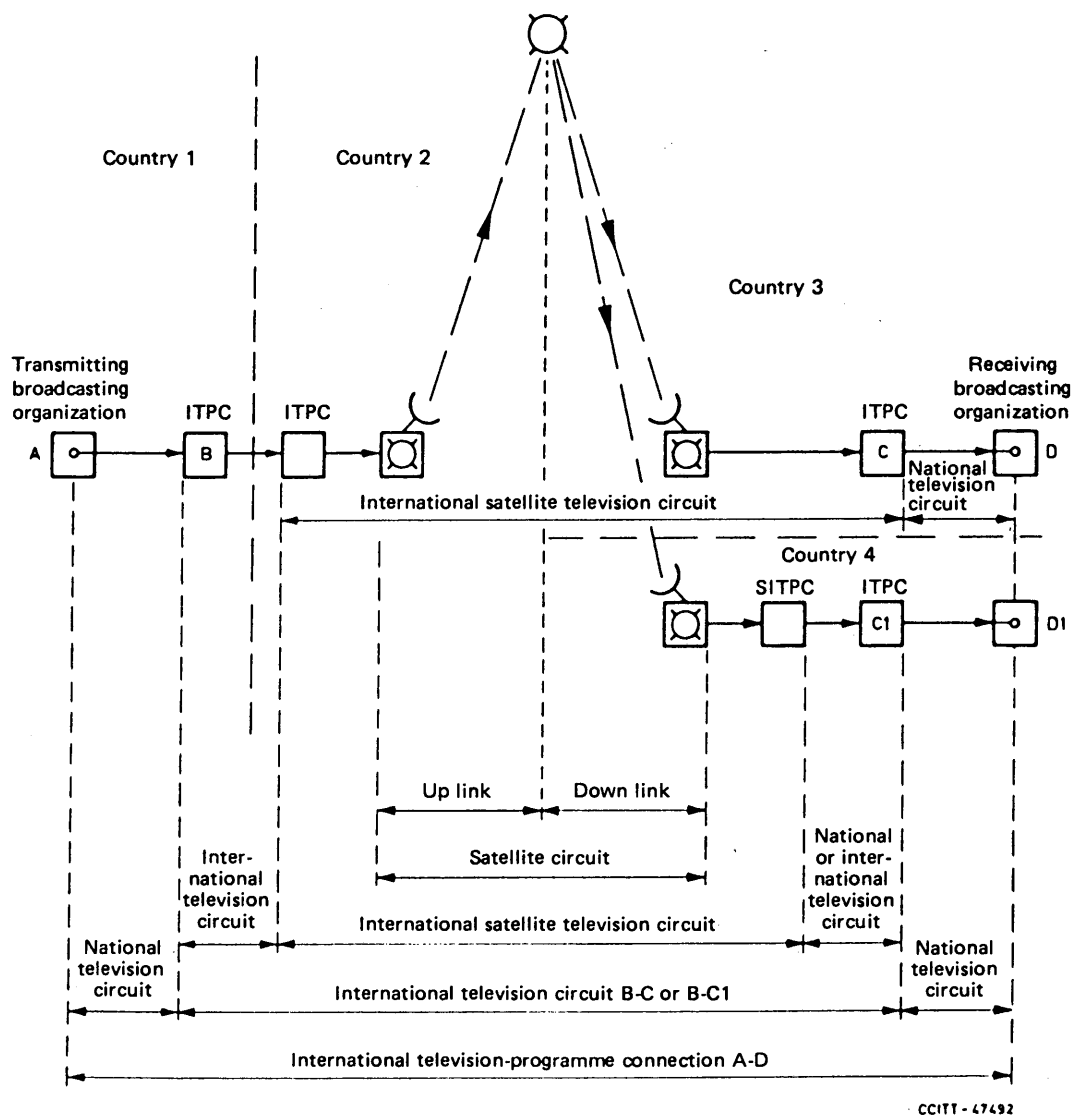 Country 1
Country 2
Country 3
Transmitting
broadcasting
organization
Receiving
broadcasting
organization
ITPC
ITPC
ITPC
A
B
C
D
National
television
circuit
International satellite television circuit
Country 4
SITPC
ITPC
C1
D1
Up link
Down link
Satellite circuit
Inter-
national
television
circuit
National
or inter-
national
television
circuit
International satellite television circuit
National
television
circuit
National
television
circuit
International television circuit B-C or B-C1
International television-programme connection A-D
CCITT - 47492